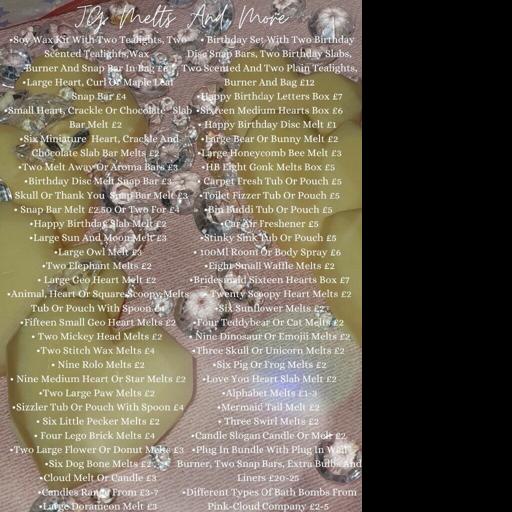 JG Melts And More
•Soy Wax Kit With Two Tealights, Two
Scented Tealights,Wax
Burner And Snap Bar In Bag £6
•Large Heart, Curl Or Maple Leaf
Snap Bar £4
•Small Heart, Crackle Or Chocolate Slab
Bar Melt £2
•Six Miniature Heart, Crackle And
Chocolate Slab Bar Melts £2
•Two Melt Away Or Aroma Bars £3
•Birthday Disc Melt Snap Bar £3
Skull Or Thank You Snap Bar Melt £3
• Snap Bar Melt £2.50 Or Two For £4
•Happy Birthday Slab Melt £2
•Large Sun And Moon Melt £3
•Large Owl £3
•Two Elephant Melts £2
• Large Geo Heart Melt £2
•Animal, Heart Or Square Scoopy Melts
Tub Or Pouch With Spoon
•Fifteen Small Geo Heart Melts £2
• Two Mickey Head Melts £2
•Two Stitch Wax Melts £4
• Nine Rolo Melts £2
• Nine Medium Heart Or Star Melts £2
•Two Large Paw Melts £2
•Sizzler Tub Or Pouch With Spoon £4
• Six Little Pecker Melts £2
• Four Lego Brick Melts £4
•Two Large Flower Or Donut Melts £3
•Six Dog Bone Melts £2
•Cloud Melt Or Candle £3
•Candles Range From £3-7
•Large Doraemon Melt £3
• Birthday Set With Two Birthday
Disc Snap Bars, Two Birthday Slabs,
Two Scented And Two Plain Tealights,
Burner And Bag £12
•Happy Birthday Letters Box £7
•Sixteen Medium Hearts Box £6
• Happy Birthday Disc Melt £1
•Large Bear Or Bunny Melt £2
•Large Honeycomb Bee Melt £3
•HB Eight Gonk Melts Box £5
• Carpet Fresh Tub Or Pouch £5
•Toilet Fizzer Tub Or Pouch £5
•Bin Buddi Tub Or Pouch £5
•Car Air Freshener £5
•Stinky Sink Tub Or Pouch £5
• 100Ml Room Or Body Spray £6
•Eight Small Waffle Melts £2
•Bridesmaid Sixteen Hearts Box £7
• Twenty Scoopy Heart Melts £2
•Six Sunflower Melts £2
•Four Teddybear Or Cat Melts £2
• Nine Dinosaur Or Emojii Melts £2
•Three Skull Or Unicorn Melts £2
•Six Pig Or Frog Melts £2
•Love You Heart Slab Melt £2
•Alphabet Melts £1-3
•Mermaid Tail Melt £2
• Three Swirl Melts £2
•Candle Slogan Candle Or Melt £2
•Plug In Bundle With Plug In Wall
Burner, Two Snap Bars, Extra Bulbs And
Liners £20-25
•Different Types Of Bath Bombs From
Pink-Cloud Company £2-5